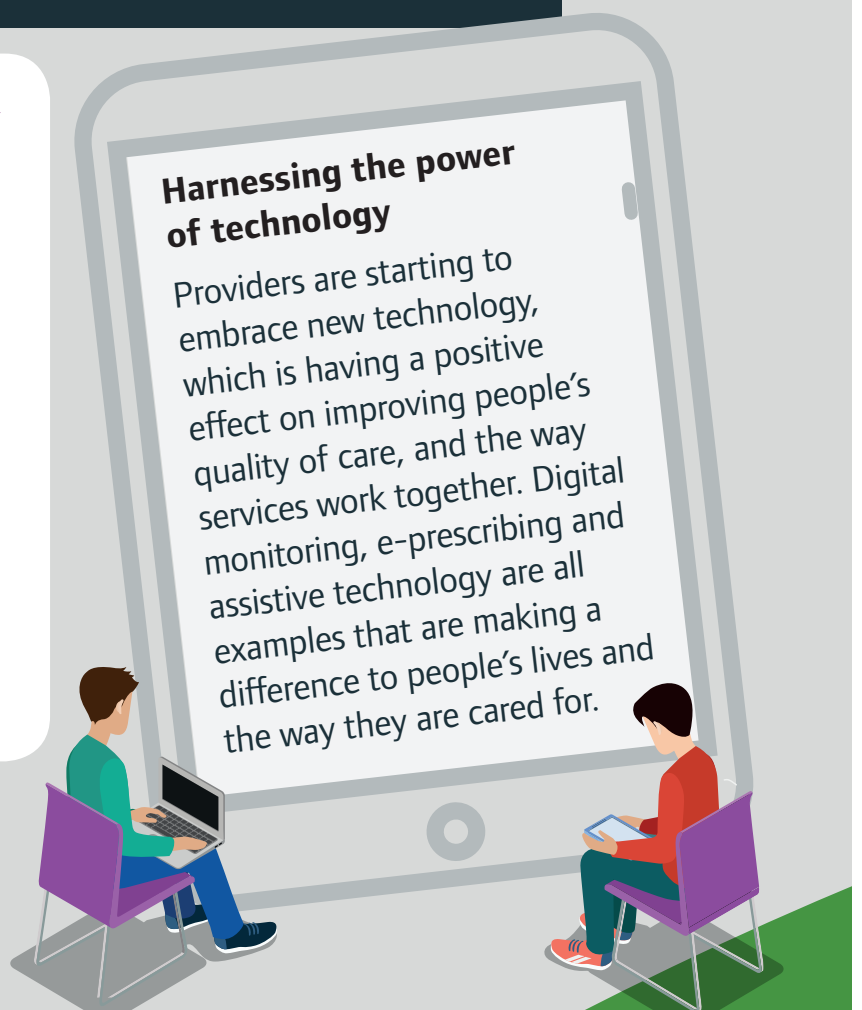 Harnessing the power
of technology
Providers are starting to
embrace new technology,
which is having a positive
effect on improving people’s
quality of care, and the way
services work together. Digital
monitoring, e-prescribing and
assistive technology are all
examples that are making a
difference to people’s lives and
the way they are cared for.